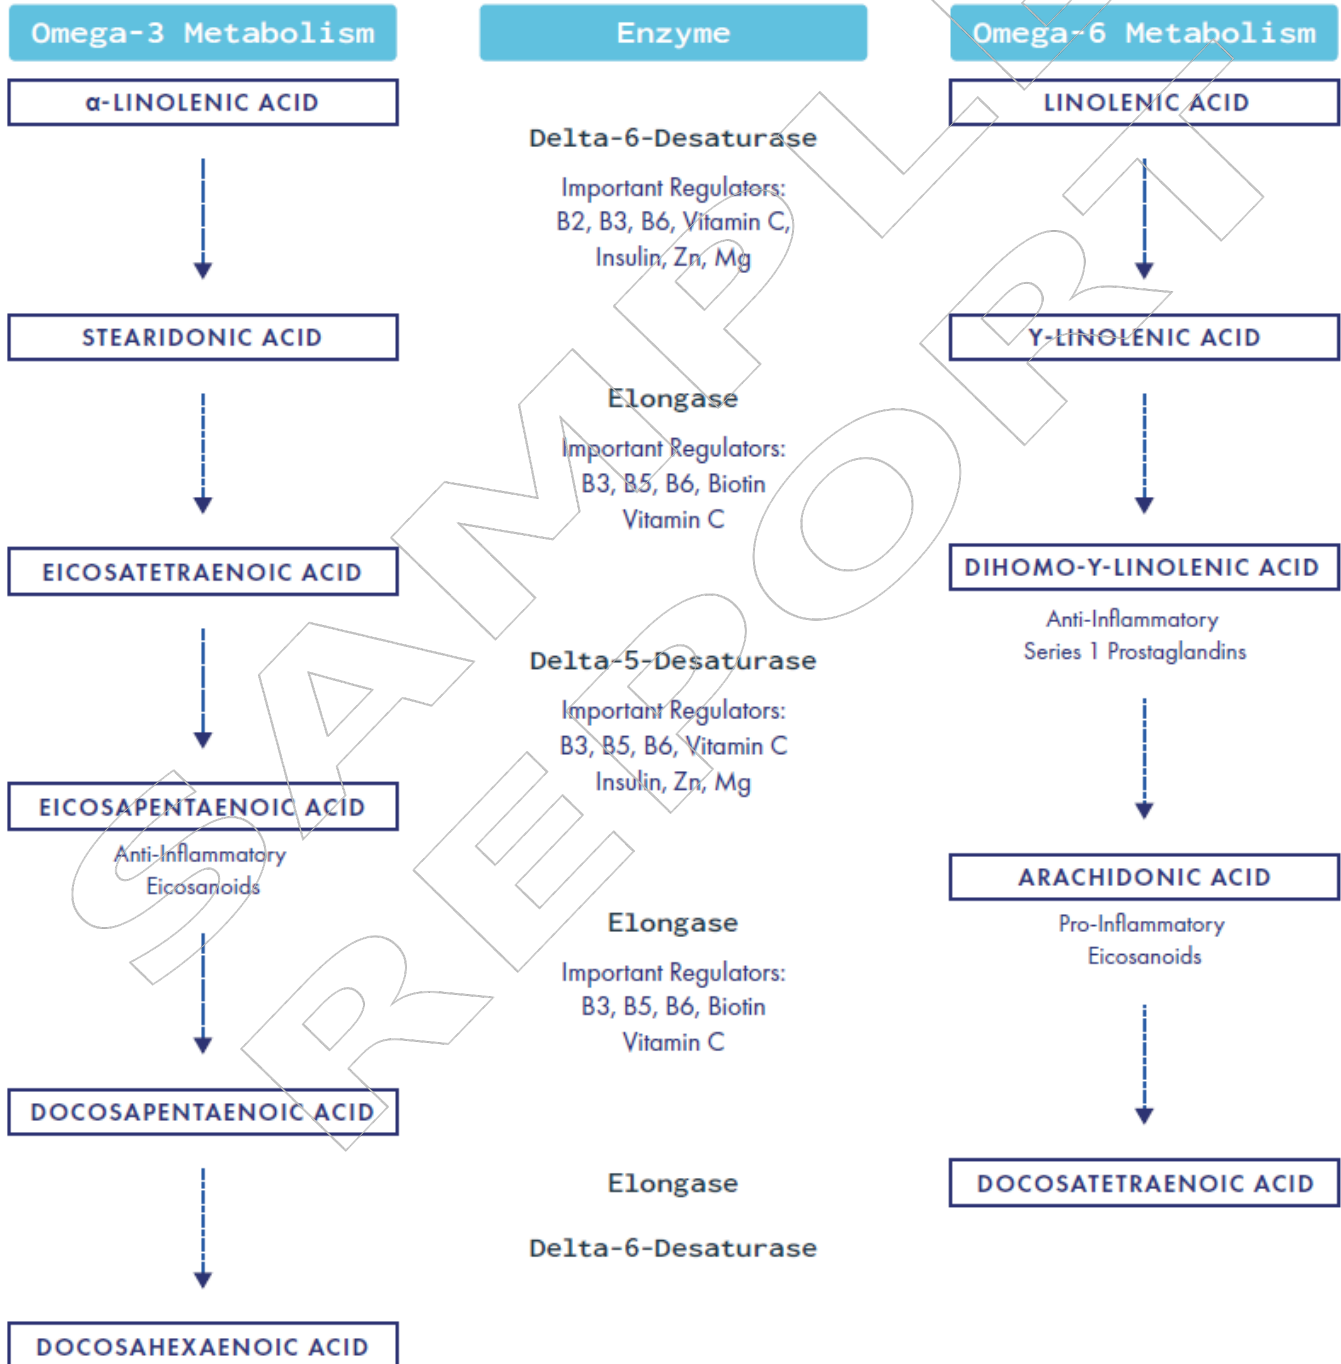 Omega-3 Metabolism
Enzyme
Omega-6 Metabolism
α-LINOLENIC ACID
LINOLENIC ACID
Delta-6-Desaturase
Important Regulators:
B2, B3, B6, Vitamin C,
Insulin, Zn, Mg
STEARIDONIC ACID
Y-LINOLENIC ACID
Elongase
Important Regulators:
B3, B5, B6, Biotin
Vitamin C
EICOSATETRAENOIC ACID
DIHOMO-Y-LINOLENIC ACID
Anti-Inflammatory
Series 1 Prostaglandins
Delta-5-Desaturase
Important Regulators:
B3, B5, B6, Vitamin C
Insulin, Zn, Mg
EICOSAPENTAENOIC ACID
Anti-Inflammatory
Eicosanoids
ARACHIDONIC ACID
Pro-Inflammatory
Eicosanoids
Elongase
Important Regulators:
B3, B5, B6, Biotin
Vitamin C
DOCOSAPENTAENOIC ACID
DOCOSATETRAENOIC ACID
Elongase
Delta-6-Desaturase
DOCOSAHEXAENOIC ACID
SAMPLE
REPORT